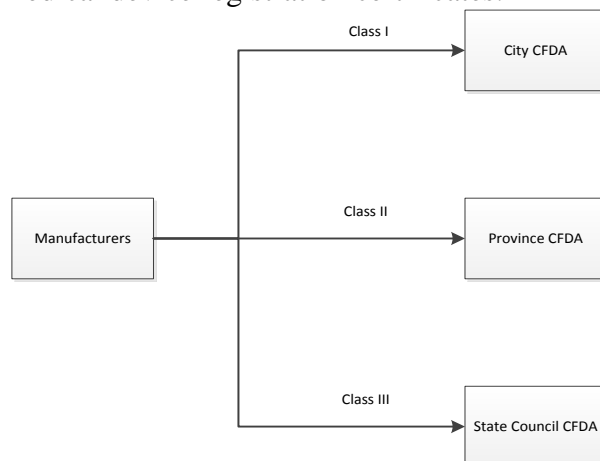 Class I
City CFDA
Manufacturers
Class II
Province CFDA
Class III
State Council CFDA